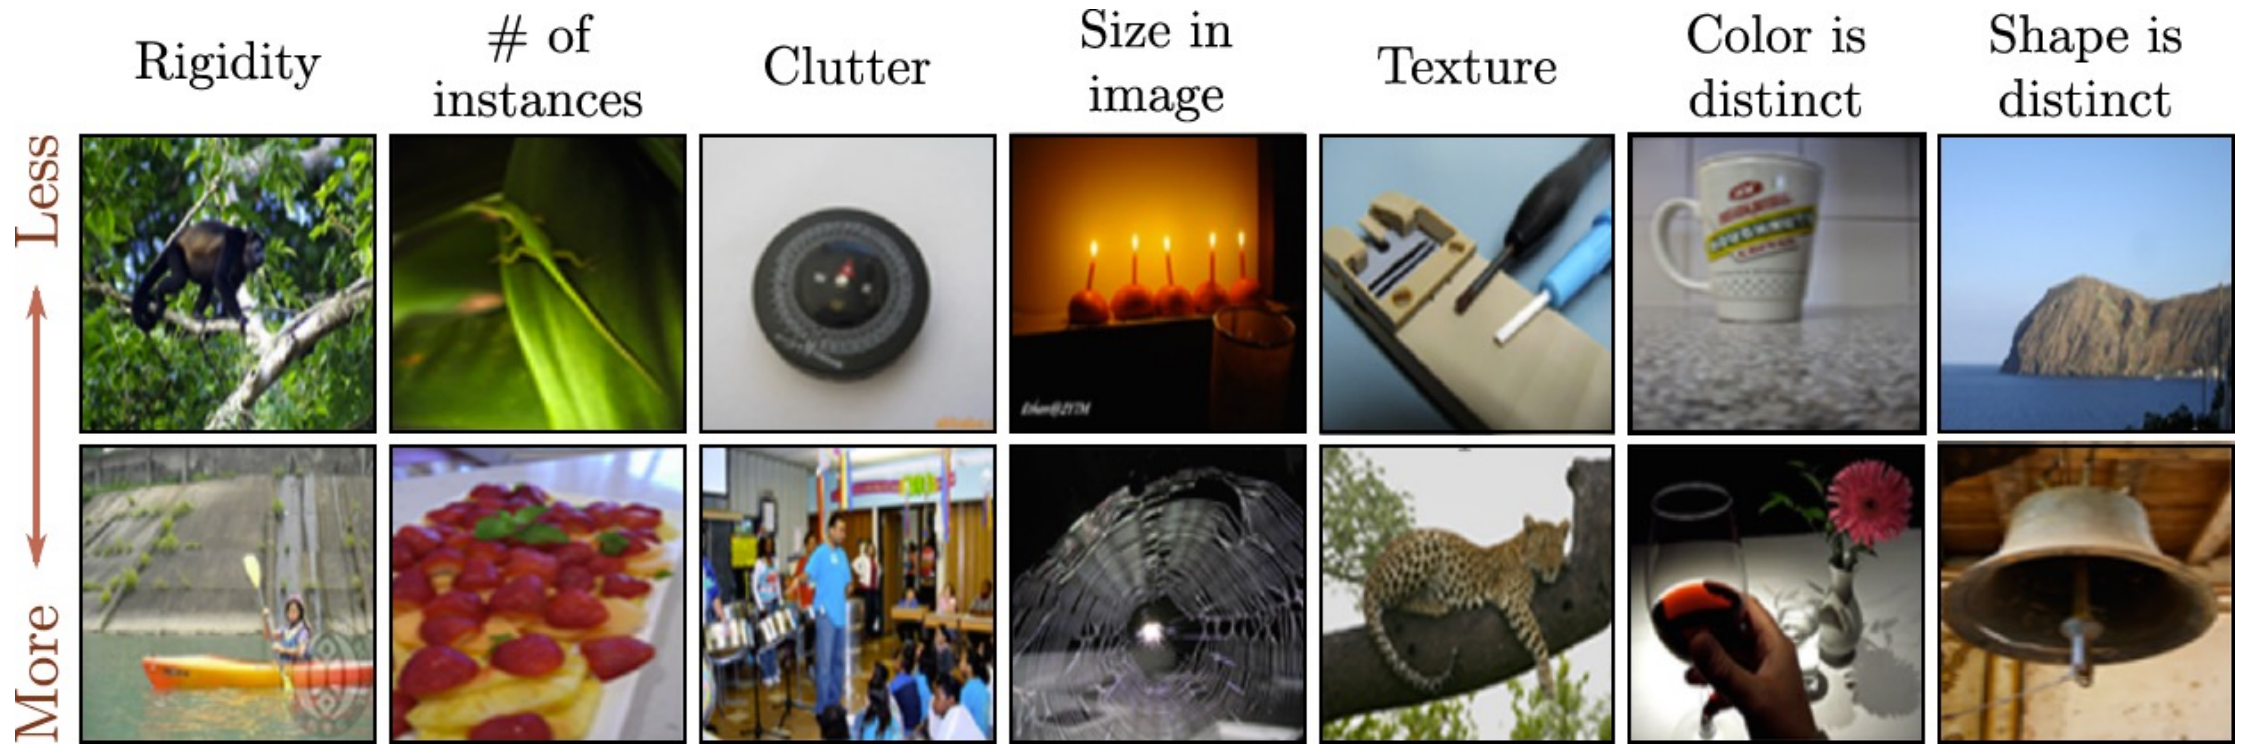 Rigidity
# of
instances
Clutter
Size in
image
Texture
Color is
distinct
Shape is
distinct
Less
More